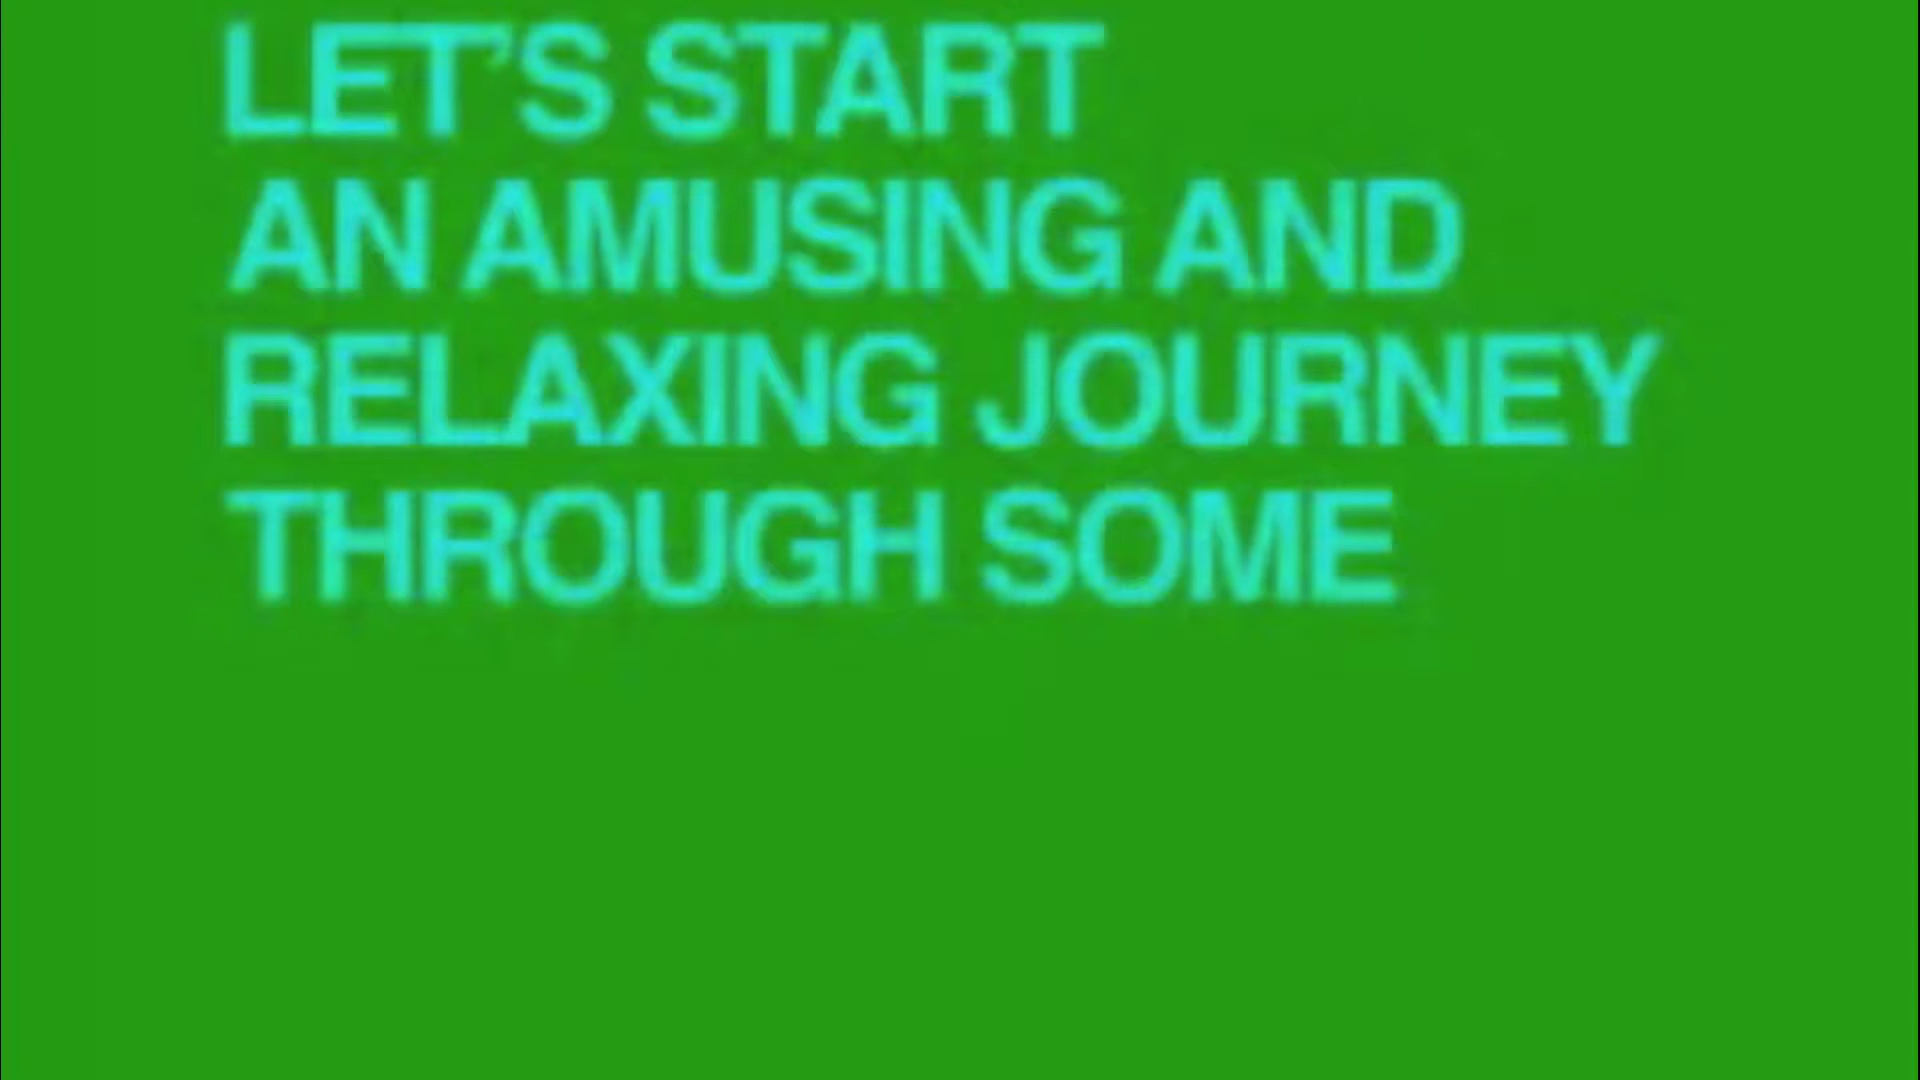 LET’S START
AN AMUSING AND
RELAXING JOURNEY
THROUGH SOME